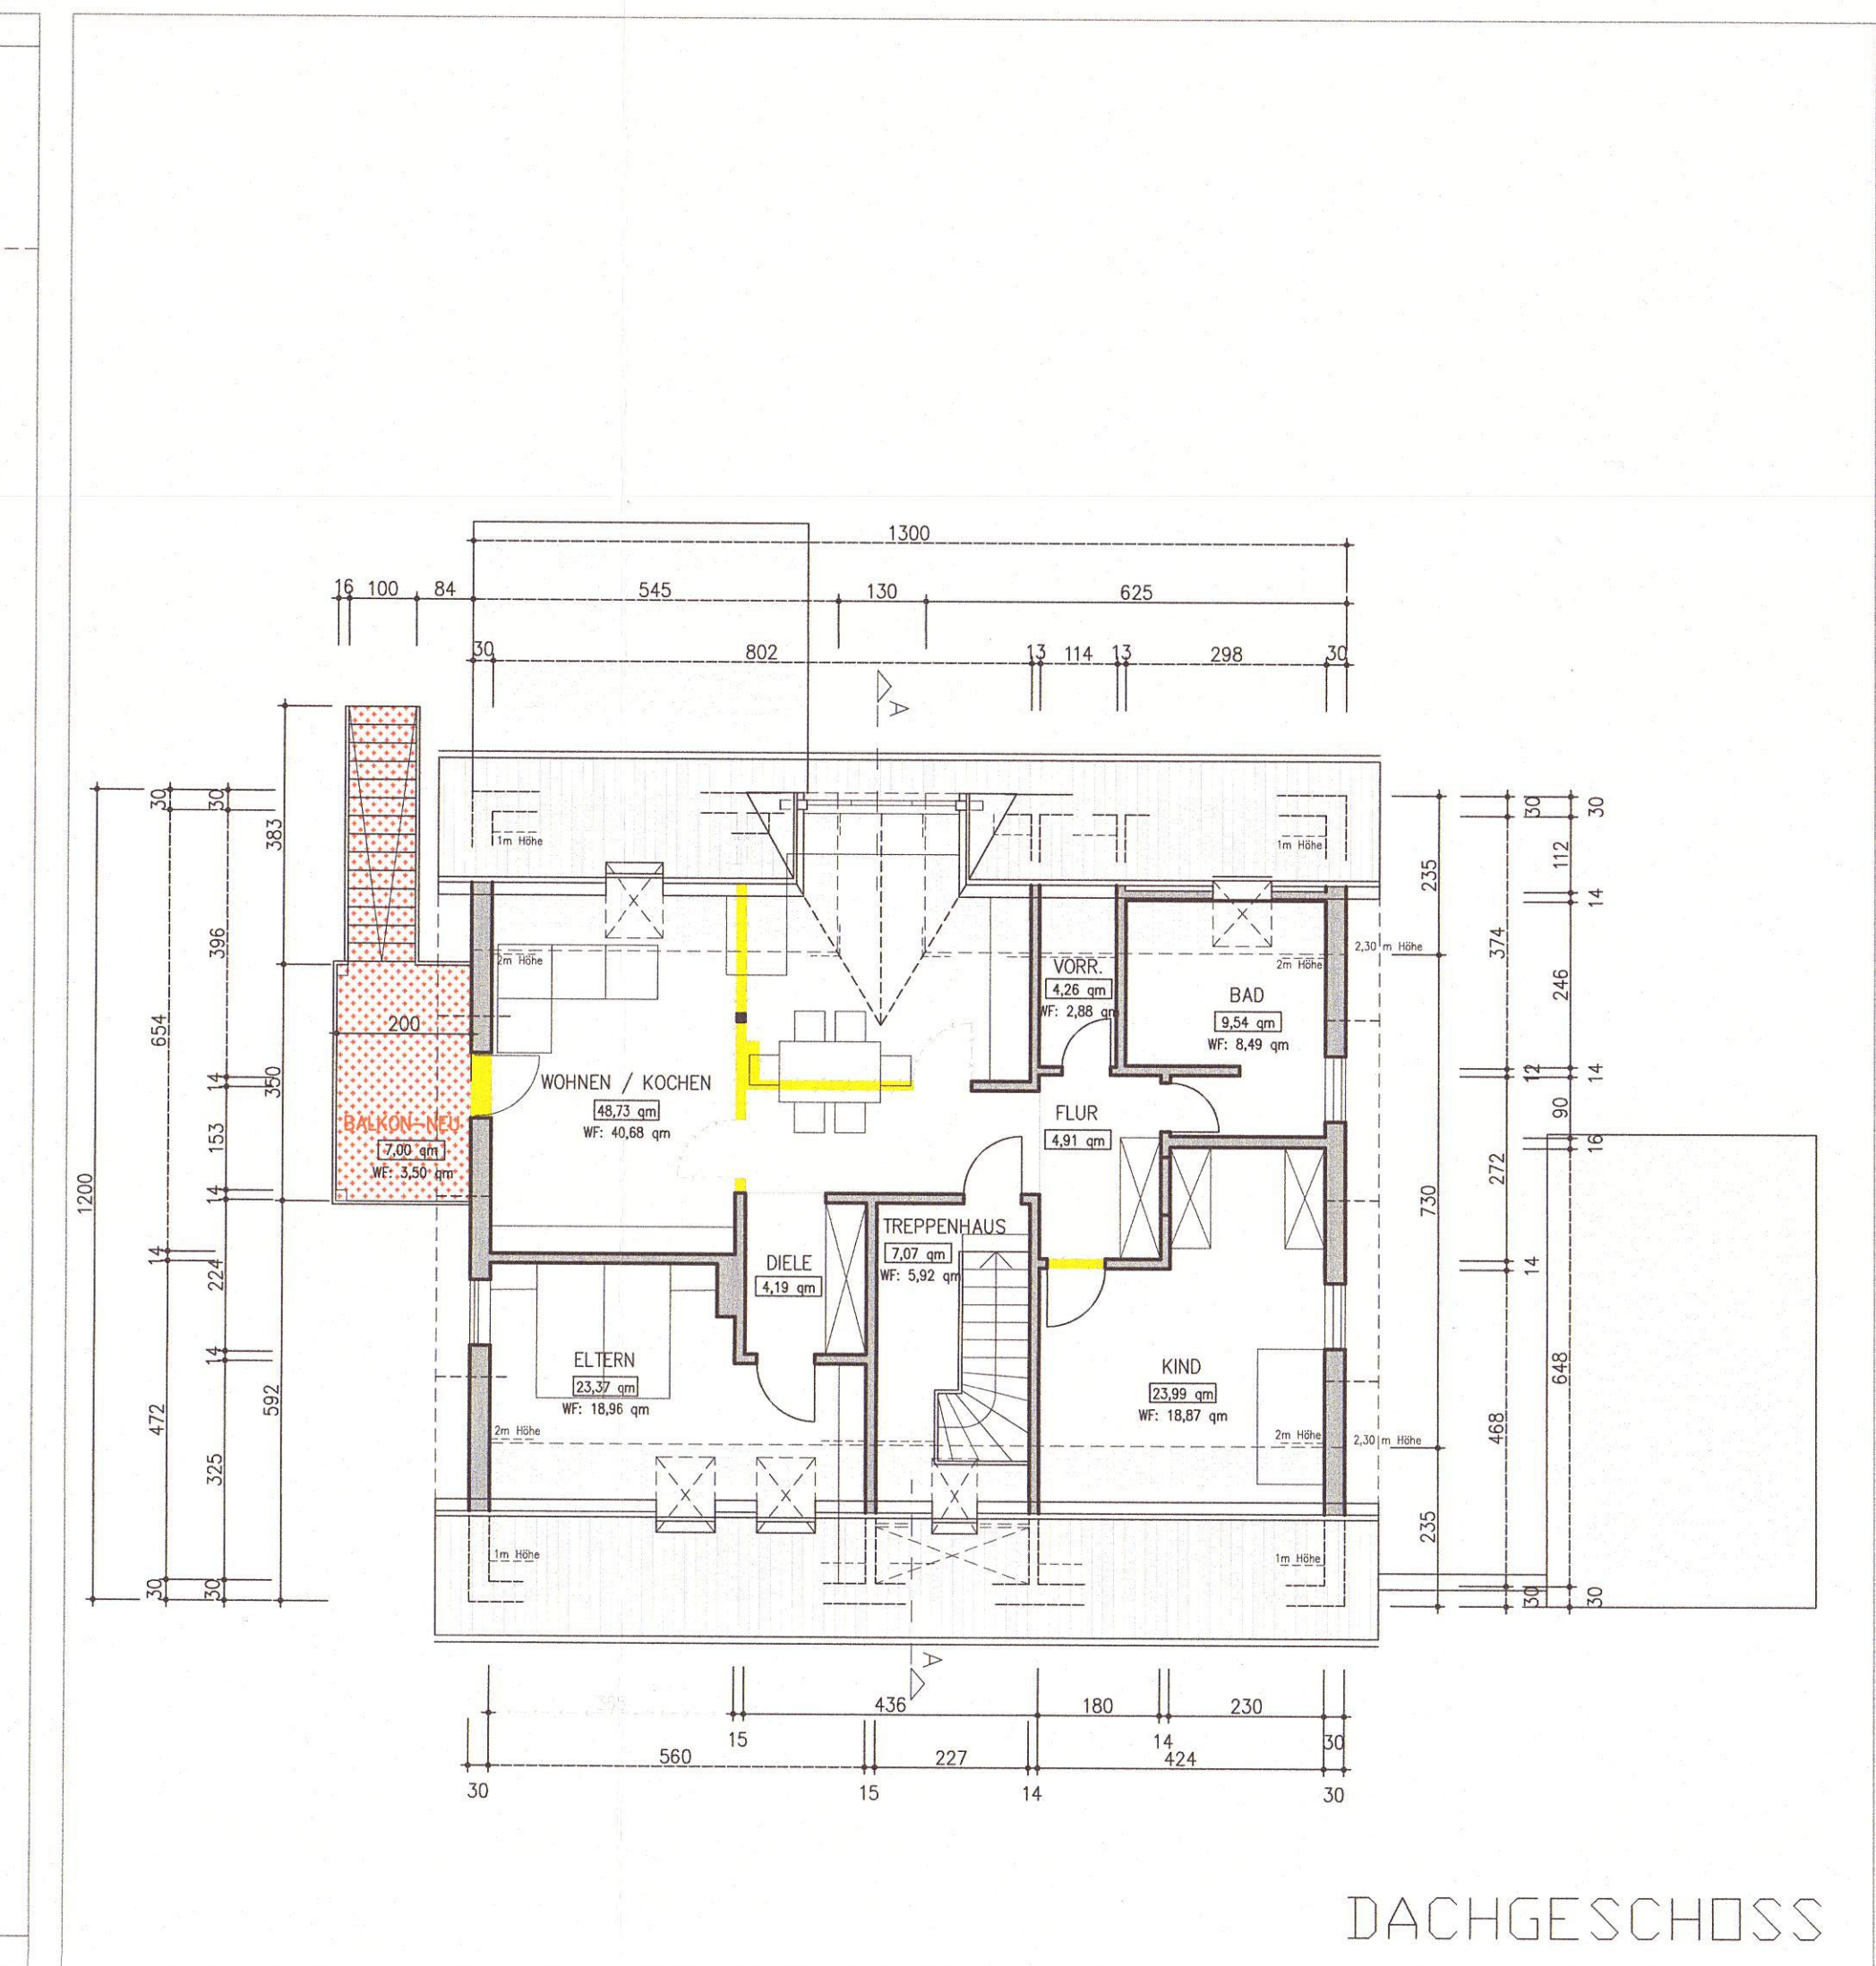 1300
16 100 84 545 130 625
30 802 13 114 13 298 30
A
1m Höhe
1m Höhe
2m Höhe
2,30 m Höhe
2m Höhe
VORR.
4,26 qm
WF: 2,88 qm
BAD
9,54 qm
WF: 8,49 qm
200
WOHNEN / KOCHEN
48,73 qm
WF: 40,68 qm
FLUR
4,91 qm
BALKON-NEU
7,00 qm
WF: 3,50 qm
TREPPENHAUS
7,07 qm
WF: 5,92 qm
DIELE
4,19 qm
ELTERN
23,37 qm
WF: 18,96 qm
KIND
23,99 qm
WF: 18,87 qm
2m Höhe
2m Höhe
2,30 m Höhe
1m Höhe
1m Höhe
A
1200
30
654
14
472
30
30
396
14
153
14
224
14
325
30
383
350
592
235
730
235
30
374
12
272
14
468
30
30
112
14
246
14
90
16
648
30
436 180 230
15 14 30
560 227 424
30 15 14 30
DACHGESCHOSS